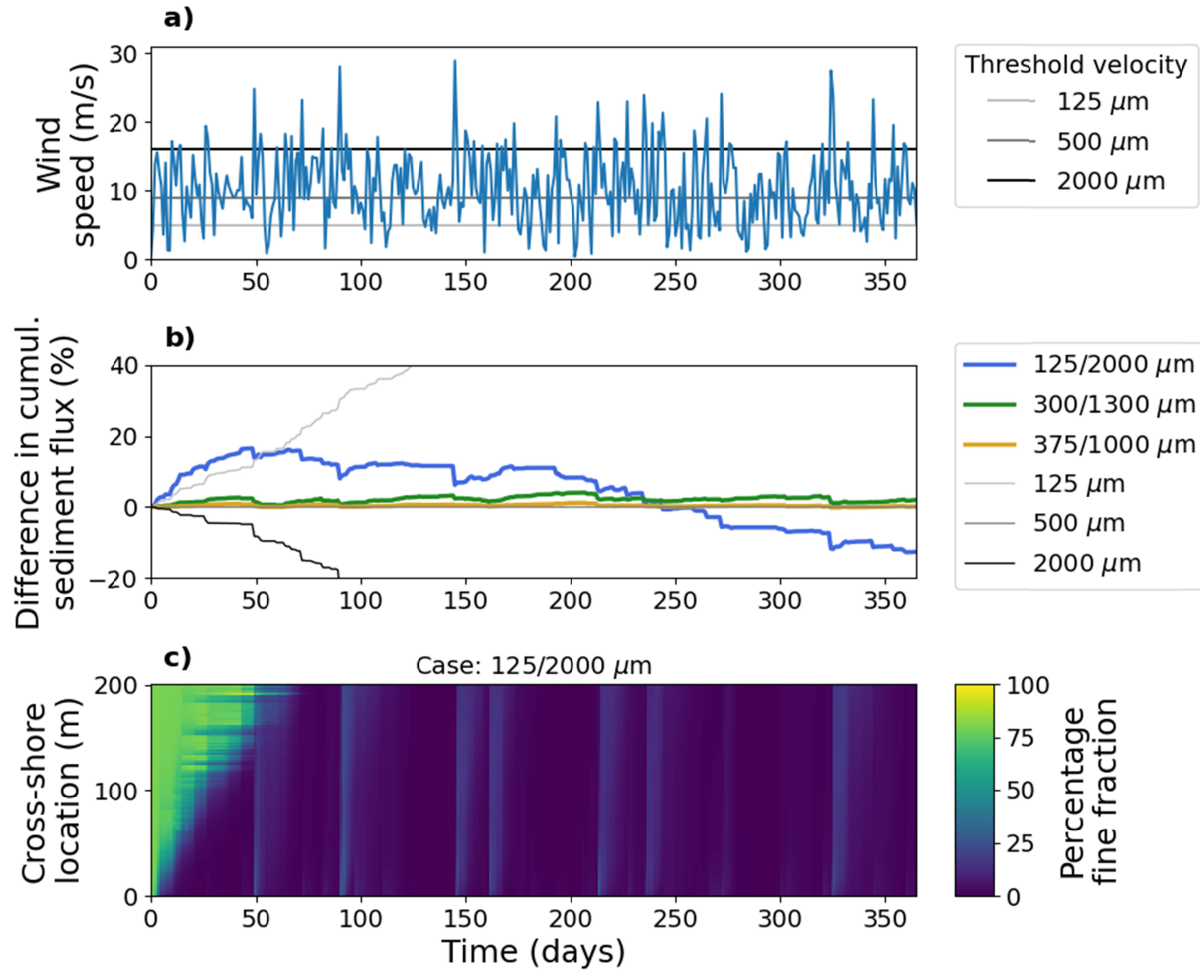 a)
Wind
speed (m/s)
30
20
10
0
0 50 100 150 200 250 300 350
Threshold velocity
125 μm
500 μm
2000 μm
b)
Difference in cumul.
sediment flux (%)
40
20
0
−20
0 50 100 150 200 250 300 350
125/2000 μm
300/1300 μm
375/1000 μm
125 μm
500 μm
2000 μm
c)
Case: 125/2000 μm
Cross-shore
location (m)
200
100
0
0 50 100 150 200 250 300 350
Time (days)
100
75
50
25
0
Percentage
fine fraction